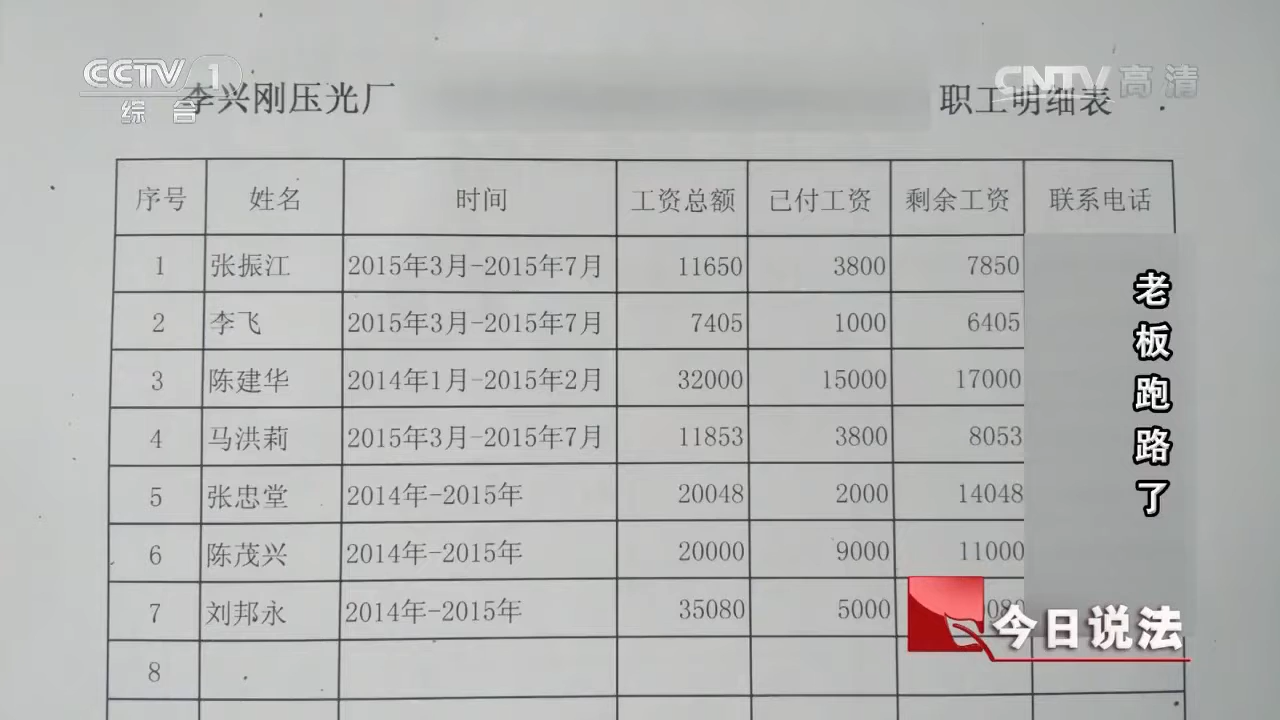 CCTV 1
综合
CNTV 高清
李兴刚压光厂 职工明细表
序号 姓名 时间 工资总额 已付工资 剩余工资 联系电话
1 张振江 2015年3月-2015年7月 11650 3800 7850
2 李飞 2015年3月-2015年7月 7405 1000 6405
3 陈建华 2014年1月-2015年2月 32000 15000 17000
4 马洪莉 2015年3月-2015年7月 11853 3800 8053
5 张忠堂 2014年-2015年 20048 2000 14048
6 陈茂兴 2014年-2015年 20000 9000 11000
7 刘邦永 2014年-2015年 35080 5000
8
老板跑路了
今日说法